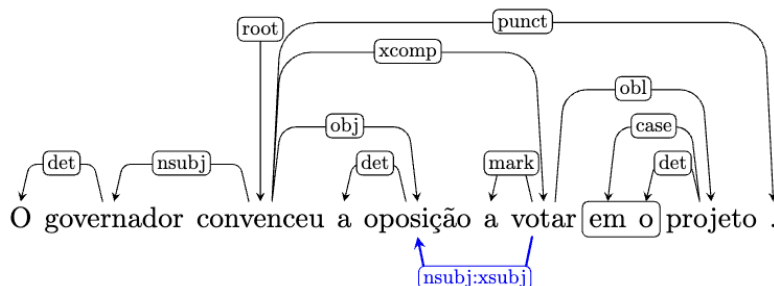 punct
root
xcomp
obl
obj
case
det nsubj det mark det
O governador convenceu a oposição a votar em o projeto .
nsubj:xsubj